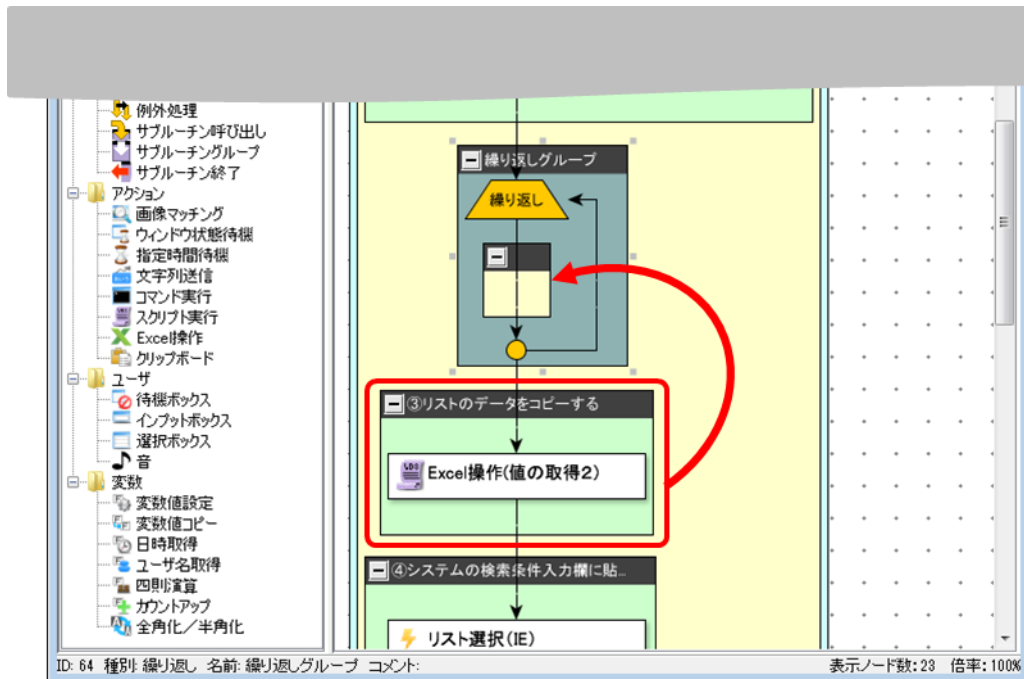 例外処理
サブルーチン呼び出し
サブルーチングループ
サブルーチン終了
アクション
画像マッチング
ウィンドウ状態待機
指定時間待機
文字列送信
コマンド実行
スクリプト実行
Excel操作
クリップボード
ユーザ
待機ボックス
インプットボックス
選択ボックス
音
変数
変数値設定
変数値コピー
日時取得
ユーザ名取得
四則演算
カウントアップ
全角化／半角化
繰り返しグループ
繰り返し
③リストのデータをコピーする
Excel操作(値の取得2)
④システムの検索条件入力欄に貼...
リスト選択(IE)
ID: 64 種別: 繰り返し 名前: 繰り返しグループ コメント:
表示ノード数: 23 倍率: 100%